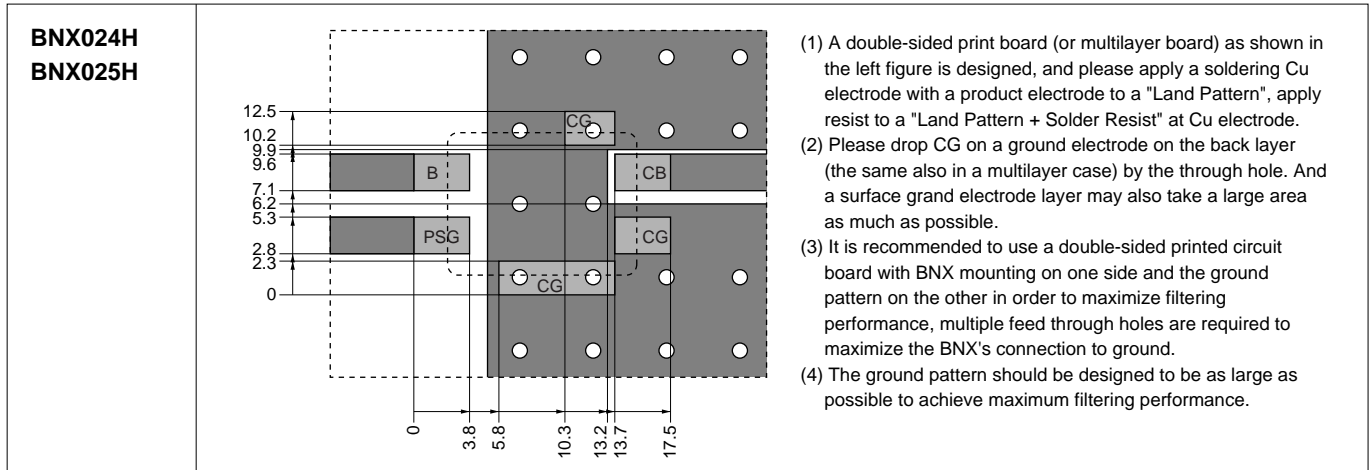 BNX024H
BNX025H
12.5
10.2
9.9
9.6
7.1
6.2
5.3
2.8
2.3
0
CG
B
CB
PSG
CG
CG
0
3.8
5.8
10.3
13.2
13.7
17.5
(1) A double-sided print board (or multilayer board) as shown in
the left figure is designed, and please apply a soldering Cu
electrode with a product electrode to a "Land Pattern", apply
resist to a "Land Pattern + Solder Resist" at Cu electrode.
(2) Please drop CG on a ground electrode on the back layer
(the same also in a multilayer case) by the through hole. And
a surface grand electrode layer may also take a large area
as much as possible.
(3) It is recommended to use a double-sided printed circuit
board with BNX mounting on one side and the ground
pattern on the other in order to maximize filtering
performance, multiple feed through holes are required to
maximize the BNX's connection to ground.
(4) The ground pattern should be designed to be as large as
possible to achieve maximum filtering performance.